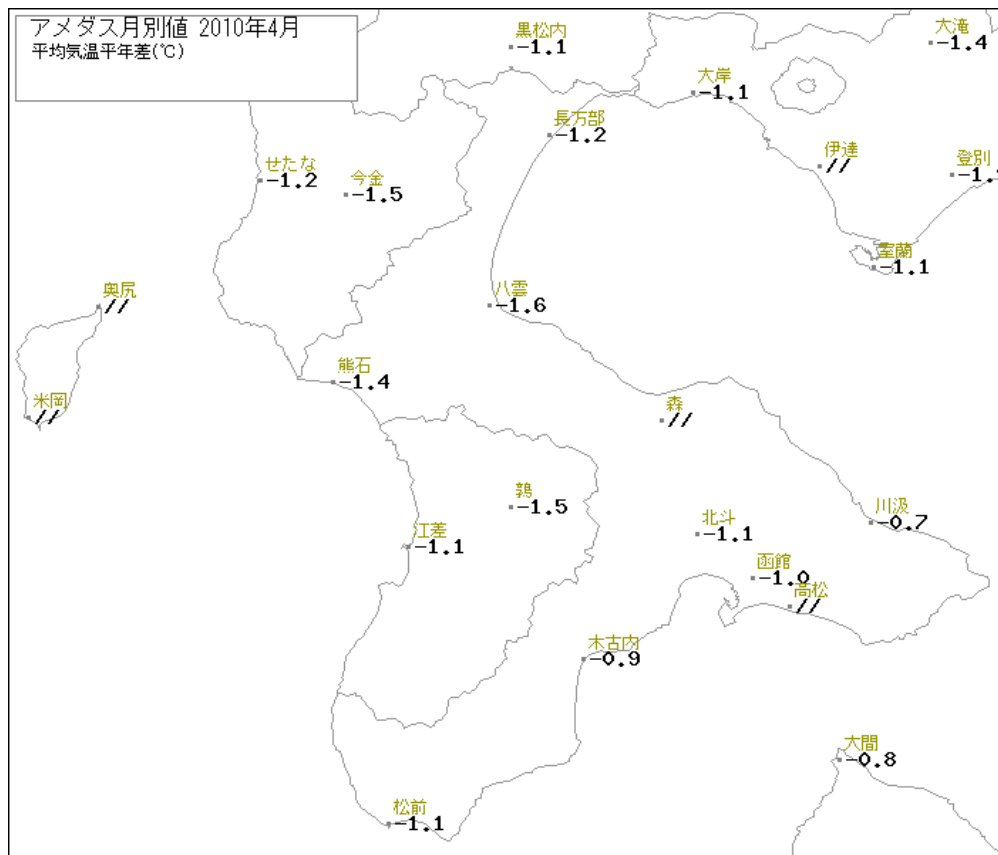 アメダス月別値 2010年4月
平均気温平年差(℃)
黒松内
-1.1
大滝
-1.4
大岸
-1.1
長万部
-1.2
伊達
//
登別
せたな
-1.2
今金
-1.5
室蘭
-1.1
奥尻
//
八雲
-1.6
熊石
-1.4
米岡
//
森
//
鶉
-1.5
川汲
-0.7
江差
-1.1
北斗
-1.1
函館
-1.0
高松
//
木古内
-0.9
大間
-0.8
松前
-1.1